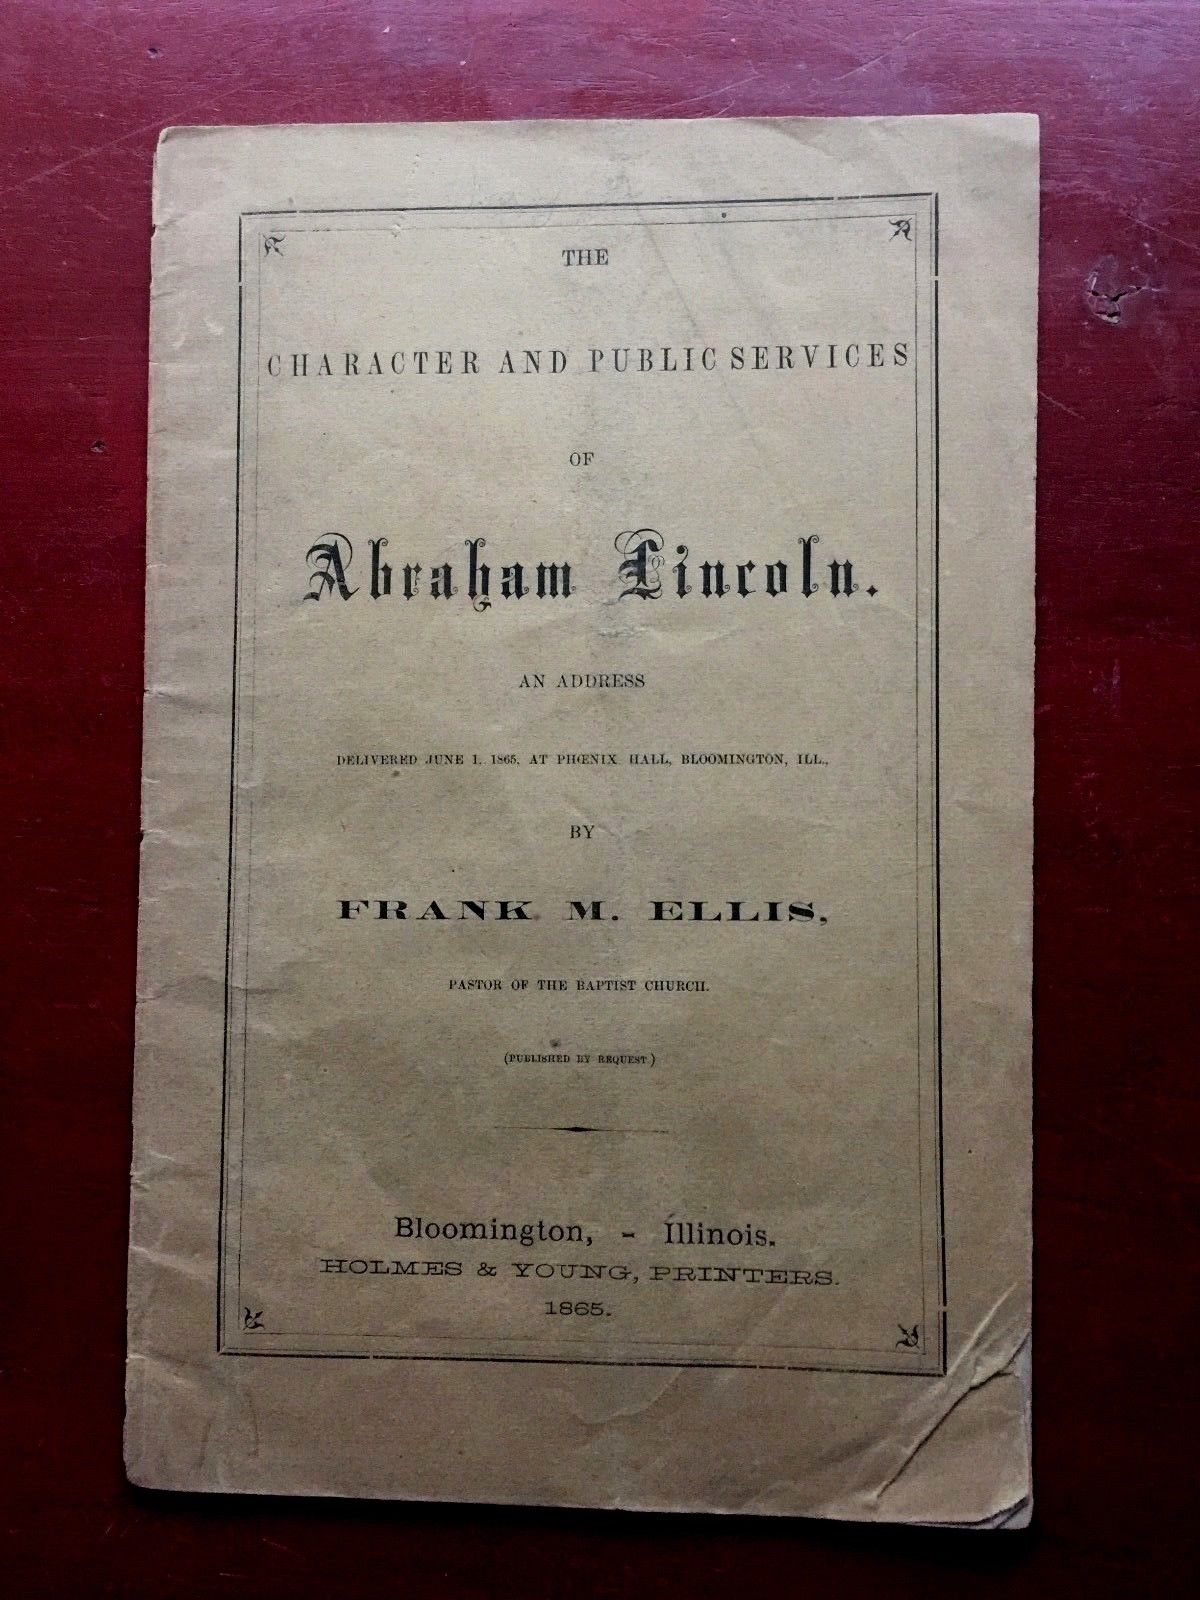 THE
CHARACTER AND PUBLIC SERVICES
OF
Abraham Lincoln.
AN ADDRESS
DELIVERED JUNE 1, 1865, AT PHŒNIX HALL, BLOOMINGTON, ILL.,
BY
FRANK M. ELLIS,
PASTOR OF THE BAPTIST CHURCH.
(PUBLISHED BY REQUEST.)
Bloomington, - Illinois.
HOLMES & YOUNG, PRINTERS.
1865.